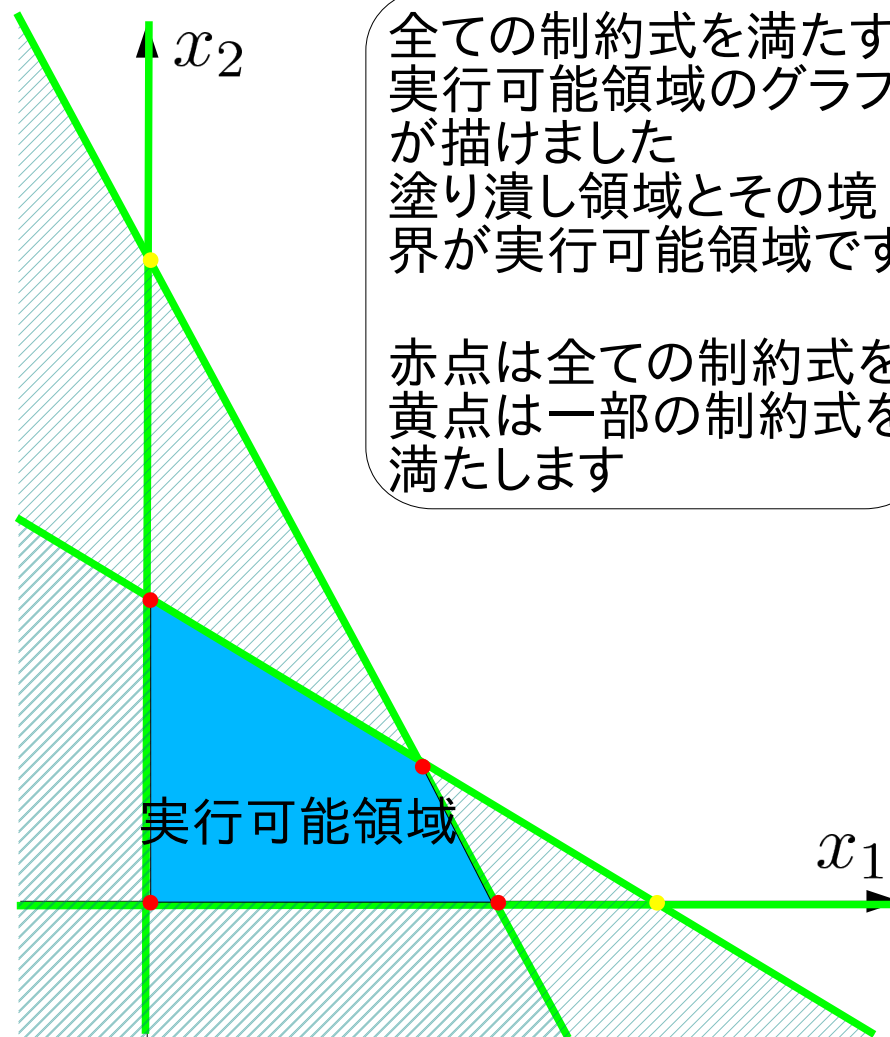 x₂
全ての制約式を満たす
実行可能領域のグラフ
が描けました
塗り潰し領域とその境
界が実行可能領域です
赤点は全ての制約式を
黄点は一部の制約式を
満たします
実行可能領域
x₁